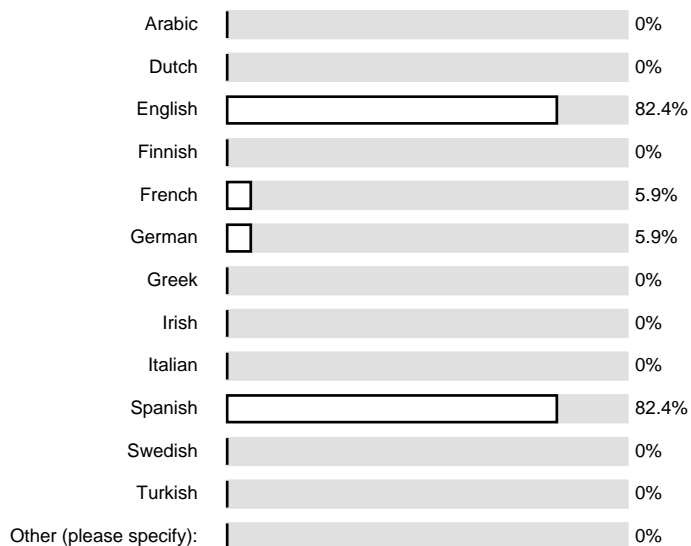 Arabic 0%
Dutch 0%
English 82.4%
Finnish 0%
French 5.9%
German 5.9%
Greek 0%
Irish 0%
Italian 0%
Spanish 82.4%
Swedish 0%
Turkish 0%
Other (please specify): 0%